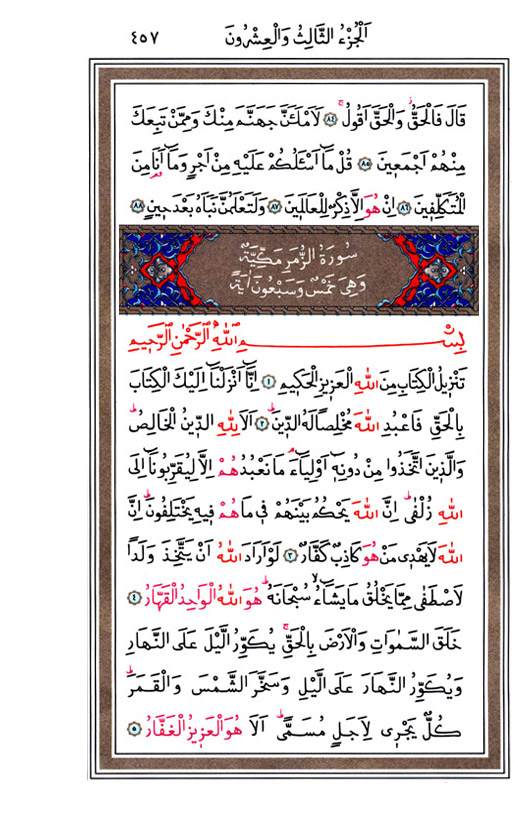 اَلْجُزْءُ الثَّالِثُ وَالْعِشْرُونَ
٤٥٧
قَالَ فَالْحَقُّ وَالْحَقَّ اَقُولُ ۚ ﴿٨٤﴾ لَاَمْلَـَٔنَّ جَهَنَّمَ مِنْكَ وَمِمَّنْ تَبِعَكَ
مِنْهُمْ اَجْمَع۪ينَ ﴿٨٥﴾ قُلْ مَٓا اَسْـَٔلُكُمْ عَلَيْهِ مِنْ اَجْرٍ وَمَٓا اَنَا۬ مِنَ
الْمُتَكَلِّف۪ينَ ﴿٨٦﴾ اِنْ هُوَ اِلَّا ذِكْرٌ لِلْعَالَم۪ينَ ﴿٨٧﴾ وَلَتَعْلَمُنَّ نَبَاَهُ بَعْدَ ح۪ينٍ ﴿٨٨﴾
سُورَةُ الزُّمَرِ مَكِّيَّةٌ
وَهِىَ خَمْسٌ وَسَبْعُونَ اٰيَةً
بِسْمِ اللّٰهِ الرَّحْمٰنِ الرَّح۪يمِ
تَنْز۪يلُ الْكِتَابِ مِنَ اللّٰهِ الْعَز۪يزِ الْحَك۪يمِ ﴿١﴾ اِنَّٓا اَنْزَلْنَٓا اِلَيْكَ الْكِتَابَ
بِالْحَقِّ فَاعْبُدِ اللّٰهَ مُخْلِصًا لَهُ الدّ۪ينَۜ ﴿٢﴾ اَلَا لِلّٰهِ الدّ۪ينُ الْخَالِصُۜ
وَالَّذ۪ينَ اتَّخَذُوا مِنْ دُونِه۪ٓ اَوْلِيَٓاءَۢ مَا نَعْبُدُهُمْ اِلَّا لِيُقَرِّبُونَٓا اِلَى
اللّٰهِ زُلْفٰىۜ اِنَّ اللّٰهَ يَحْكُمُ بَيْنَهُمْ ف۪ى مَا هُمْ ف۪يهِ يَخْتَلِفُونَۜ اِنَّ
اللّٰهَ لَا يَهْد۪ى مَنْ هُوَ كَاذِبٌ كَفَّارٌ ﴿٣﴾ لَوْ اَرَادَ اللّٰهُ اَنْ يَتَّخِذَ وَلَدًا
لَاصْطَفٰى مِمَّا يَخْلُقُ مَا يَشَٓاءُۙ سُبْحَانَهُۜ هُوَ اللّٰهُ الْوَاحِدُ الْقَهَّارُ ﴿٤﴾
خَلَقَ السَّمٰوَاتِ وَالْاَرْضَ بِالْحَقِّۚ يُكَوِّرُ الَّيْلَ عَلَى النَّهَارِ
وَيُكَوِّرُ النَّهَارَ عَلَى الَّيْلِ وَسَخَّرَ الشَّمْسَ وَالْقَمَرَۜ
كُلٌّ يَجْر۪ى لِاَجَلٍ مُسَمًّىۜ اَلَا هُوَ الْعَز۪يزُ الْغَفَّارُ ﴿٥﴾